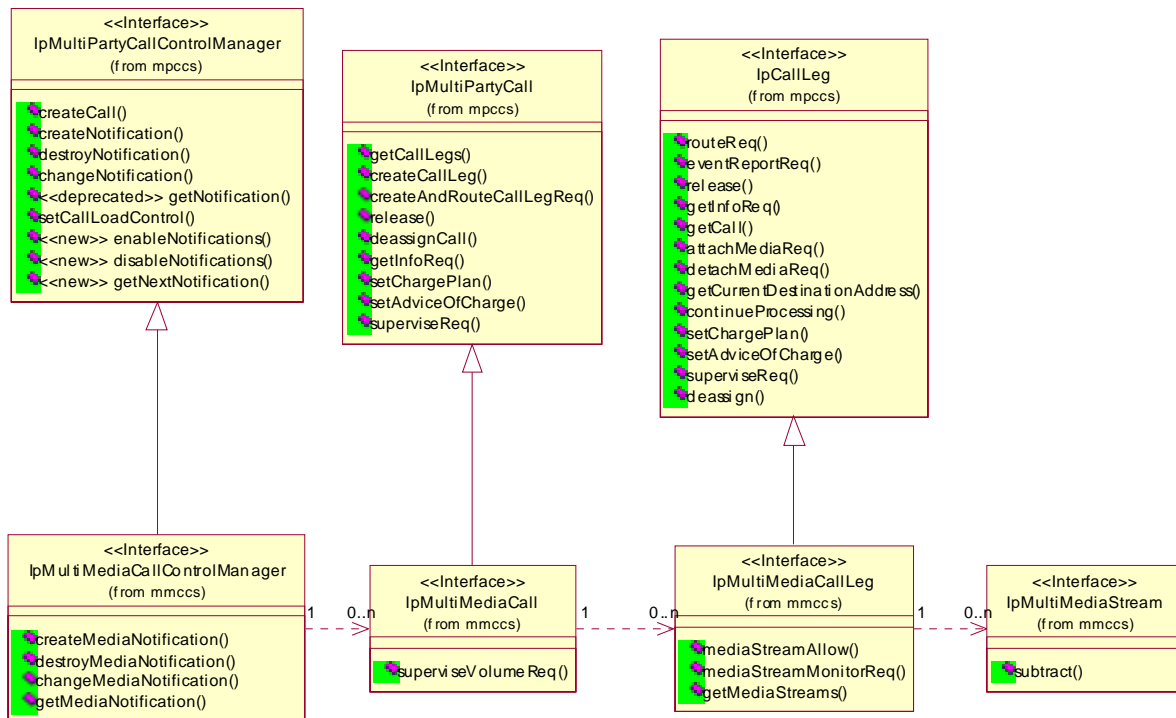 <<Interface>>
IpMultiPartyCallControlManager
(from mpccs)
createCall()
createNotification()
destroyNotification()
changeNotification()
<<deprecated>> getNotification()
setCallLoadControl()
<<new>> enableNotifications()
<<new>> disableNotifications()
<<new>> getNextNotification()
<<Interface>>
IpMultiPartyCall
(from mpccs)
getCallLegs()
createCallLeg()
createAndRouteCallLegReq()
release()
deassignCall()
getInfoReq()
setChargePlan()
setAdviceOfCharge()
superviseReq()
<<Interface>>
IpCallLeg
(from mpccs)
routeReq()
eventReportReq()
release()
getInfoReq()
getCall()
attachMediaReq()
detachMediaReq()
getCurrentDestinationAddress()
continueProcessing()
setChargePlan()
setAdviceOfCharge()
superviseReq()
deassign()
<<Interface>>
IpMultiMediaCallControlManager
(from mmccs)
createMediaNotification()
destroyMediaNotification()
changeMediaNotification()
getMediaNotification()
1
0..n
<<Interface>>
IpMultiMediaCall
(from mmccs)
superviseVolumeReq()
1
0..n
<<Interface>>
IpMultiMediaCallLeg
(from mmccs)
mediaStreamAllow()
mediaStreamMonitorReq()
getMediaStreams()
1
0..n
<<Interface>>
IpMultiMediaStream
(from mmccs)
subtract()